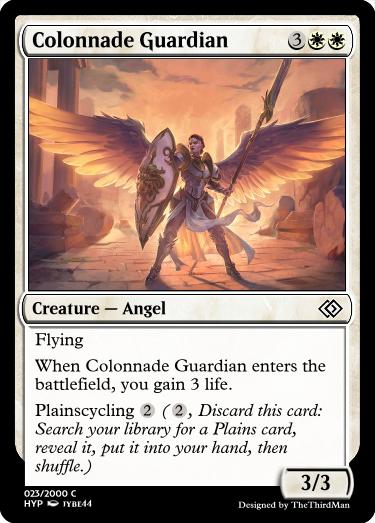 Colonnade Guardian 3
Creature — Angel
Flying
When Colonnade Guardian enters the
battlefield, you gain 3 life.
Plainscycling 2 ( 2, Discard this card:
Search your library for a Plains card,
reveal it, put it into your hand, then
shuffle.)
3/3
023/2000 C
HYP IYBE44
Designed by TheThirdMan